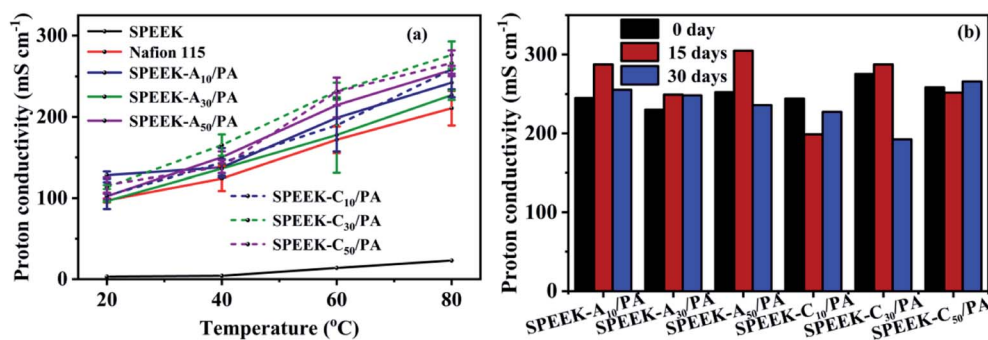 (a)
Proton conductivity (mS cm⁻¹)
300
200
100
0
SPEEK
Nafion 115
SPEEK-A₁₀/PA
SPEEK-A₃₀/PA
SPEEK-A₅₀/PA
SPEEK-C₁₀/PA
SPEEK-C₃₀/PA
SPEEK-C₅₀/PA
20 40 60 80
Temperature (°C)
(b)
Proton conductivity (mS cm⁻¹)
300
200
300
0
0 day
15 days
30 days
SPEEK-A₁₀/PA
SPEEK-A₃₀/PA
SPEEK-A₅₀/PA
SPEEK-C₁₀/PA
SPEEK-C₃₀/PA
SPEEK-C₅₀/PA